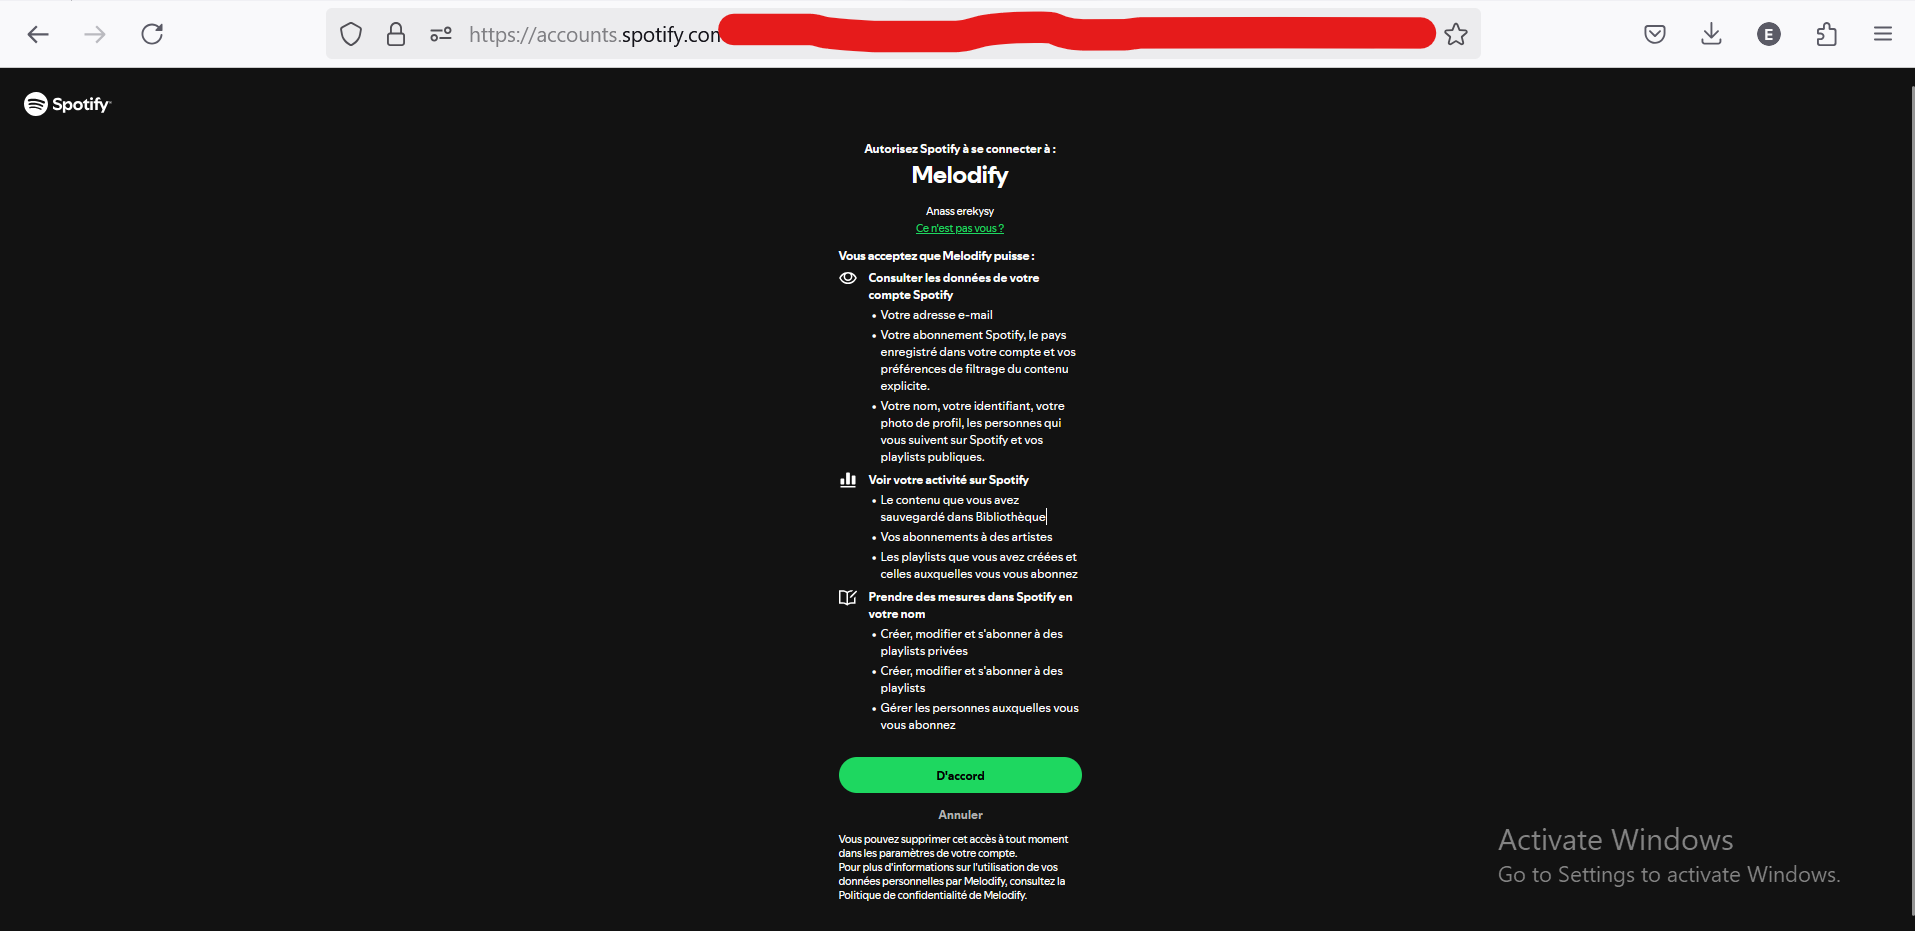 https://accounts.spotify.com
E
Spotify
Autorisez Spotify à se connecter à :
Melodify
Anass erekysy
Ce n'est pas vous ?
Vous acceptez que Melodify puisse :
Consulter les données de votre
compte Spotify
• Votre adresse e-mail
• Votre abonnement Spotify, le pays
enregistré dans votre compte et vos
préférences de filtrage du contenu
explicite.
• Votre nom, votre identifiant, votre
photo de profil, les personnes qui
vous suivent sur Spotify et vos
playlists publiques.
Voir votre activité sur Spotify
• Le contenu que vous avez
sauvegardé dans Bibliothèque
• Vos abonnements à des artistes
• Les playlists que vous avez créées et
celles auxquelles vous vous abonnez
Prendre des mesures dans Spotify en
votre nom
• Créer, modifier et s'abonner à des
playlists privées
• Créer, modifier et s'abonner à des
playlists
• Gérer les personnes auxquelles vous
vous abonnez
D'accord
Annuler
Vous pouvez supprimer cet accès à tout moment
dans les paramètres de votre compte.
Pour plus d'informations sur l'utilisation de vos
données personnelles par Melodify, consultez la
Politique de confidentialité de Melodify.
Activate Windows
Go to Settings to activate Windows.